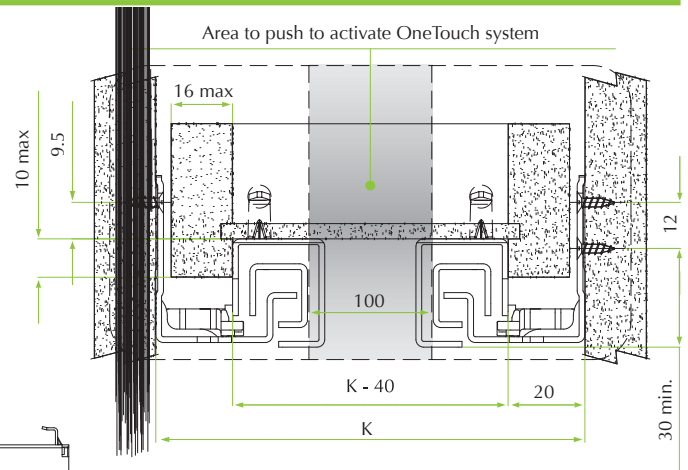 Area to push to activate OneTouch system
16 max
10 max
9.5
12
100
K - 40
20
K
30 min.